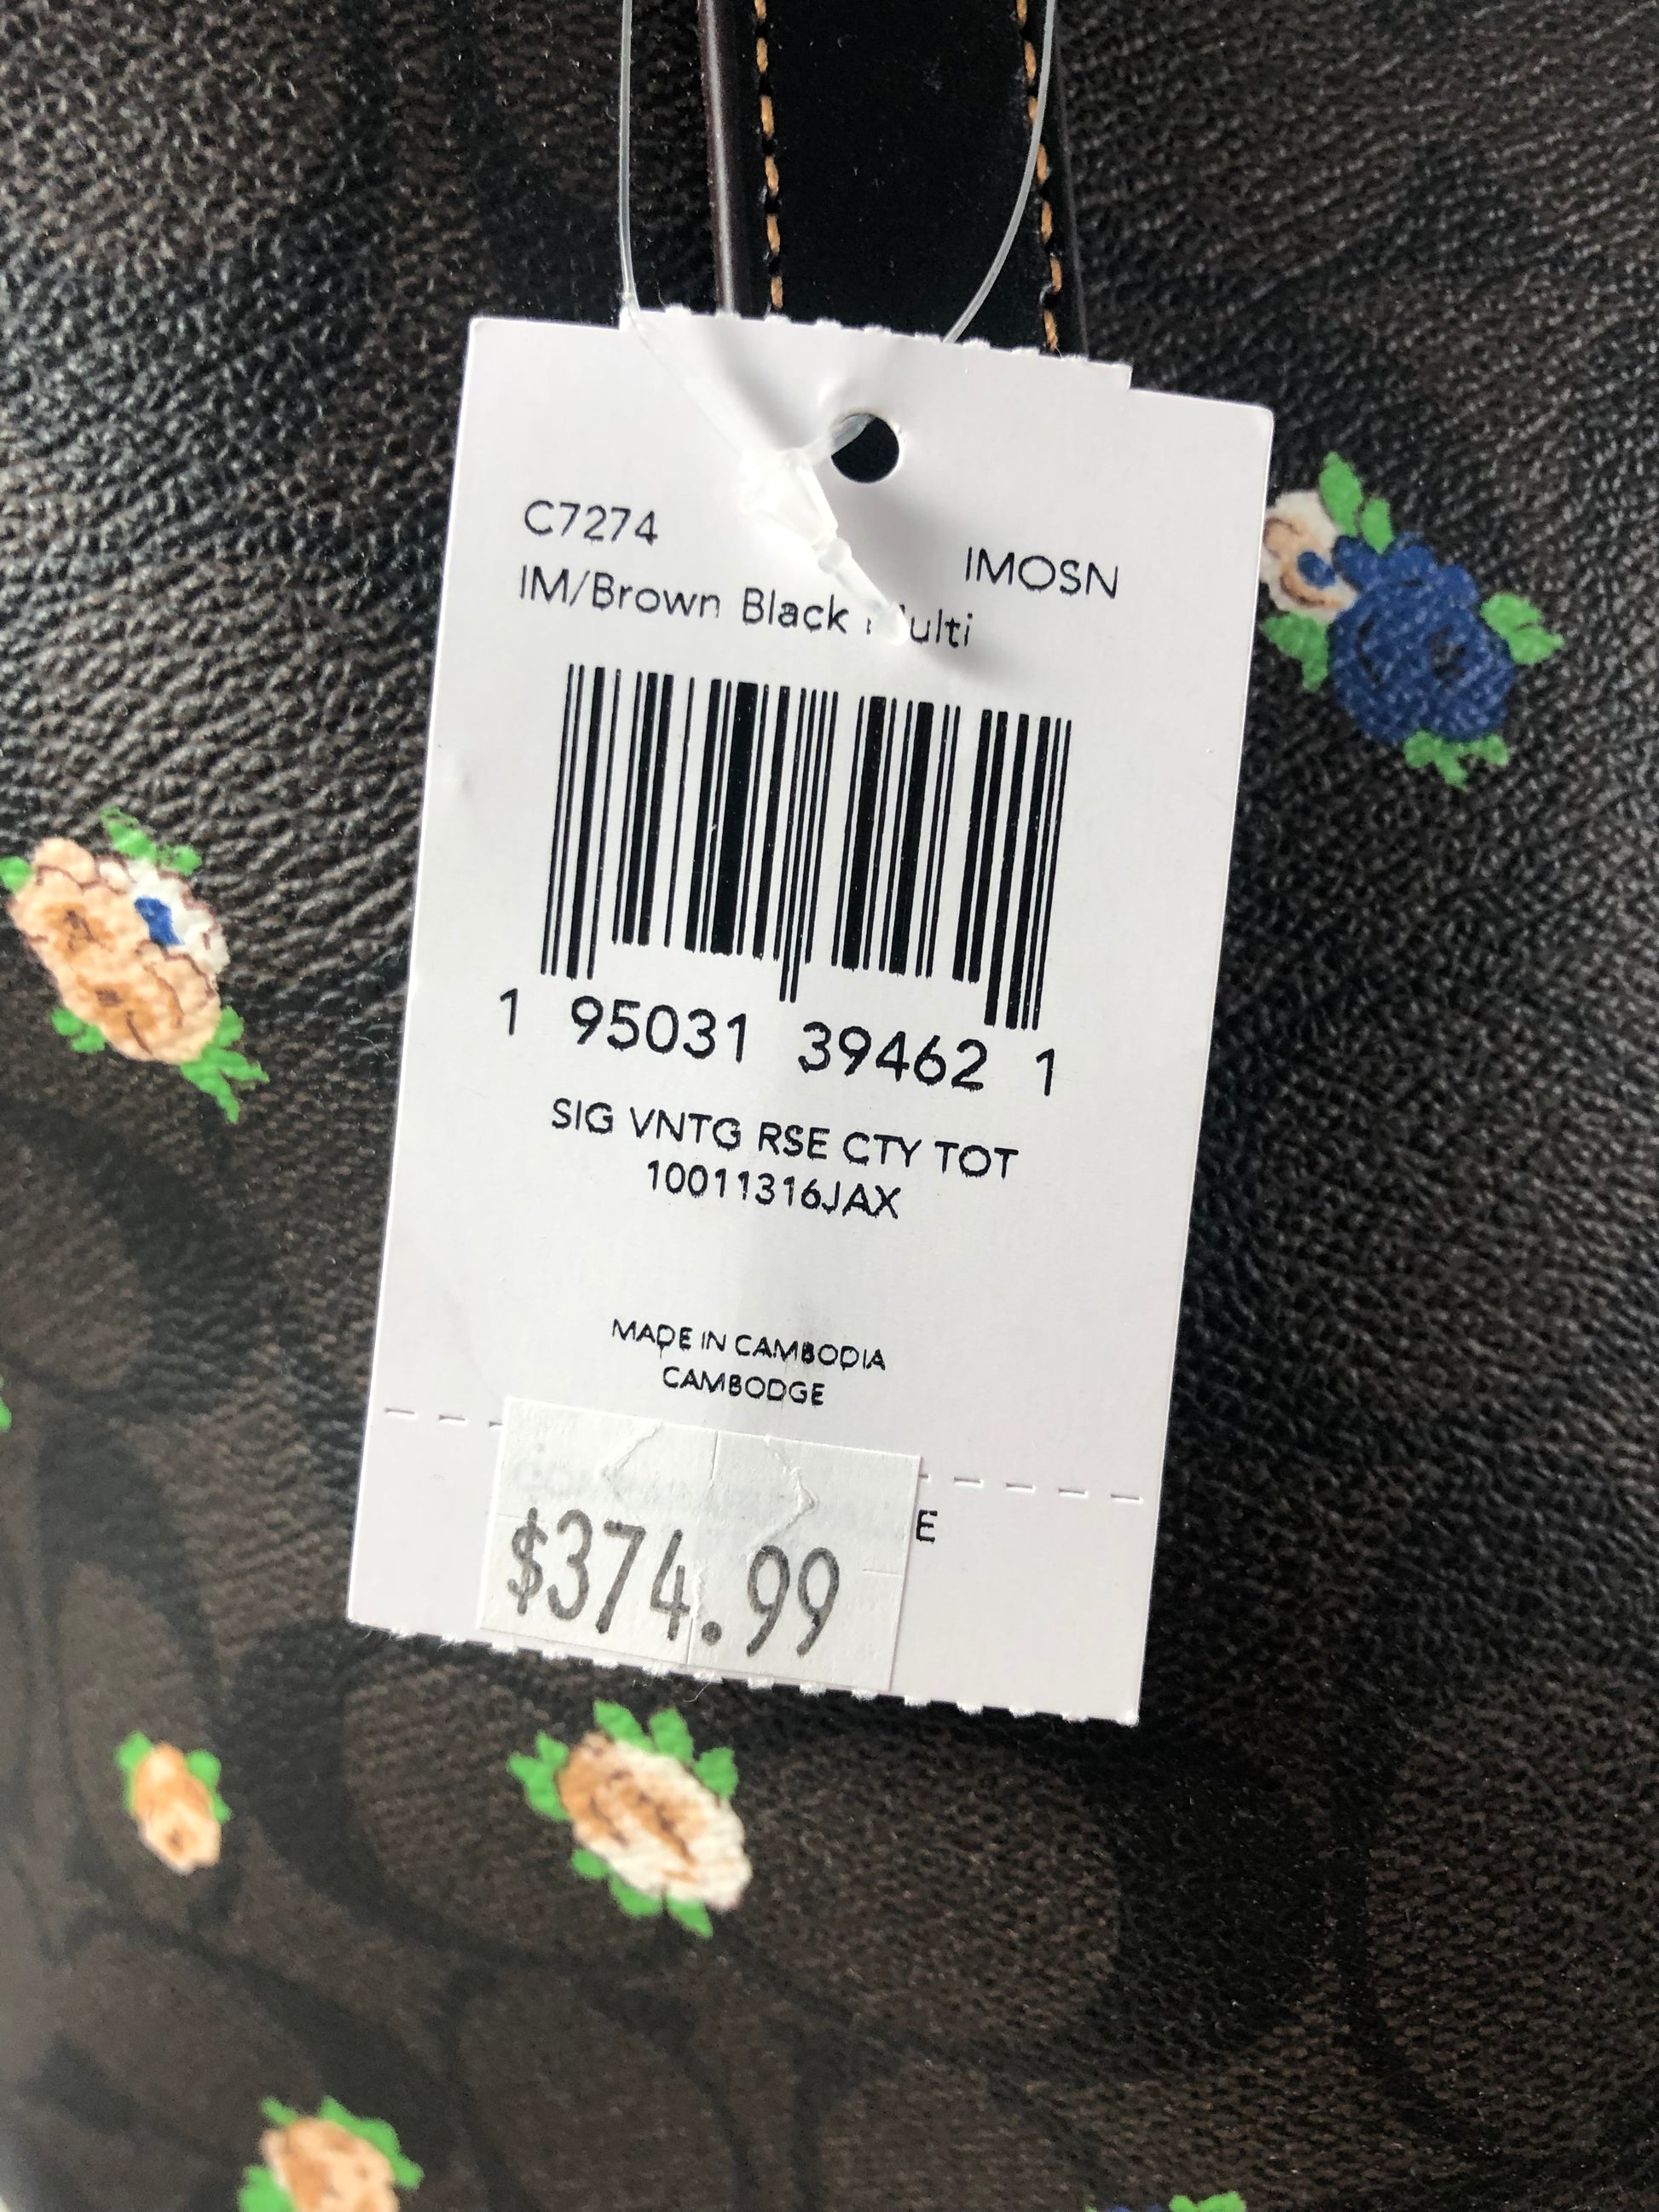 C7274 IMOSN
IM/Brown Black
1 95031 39462 1
SIG VNTG RSE CTY TOT
10011316JAX
MADE IN CAMBODIA
CAMBODGE
E
$374.99